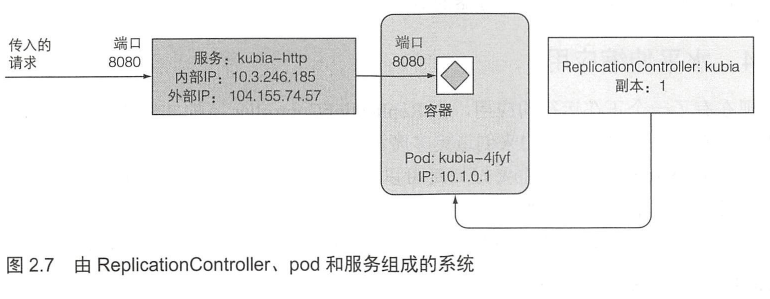 传入的
请求
端口
8080
服务：kubia-http
内部IP：10.3.246.185
外部IP：104.155.74.57
端口
8080
容器
Pod: kubia-4jfyf
IP: 10.1.0.1
ReplicationController: kubia
副本：1
图 2.7 由 ReplicationController、pod 和服务组成的系统